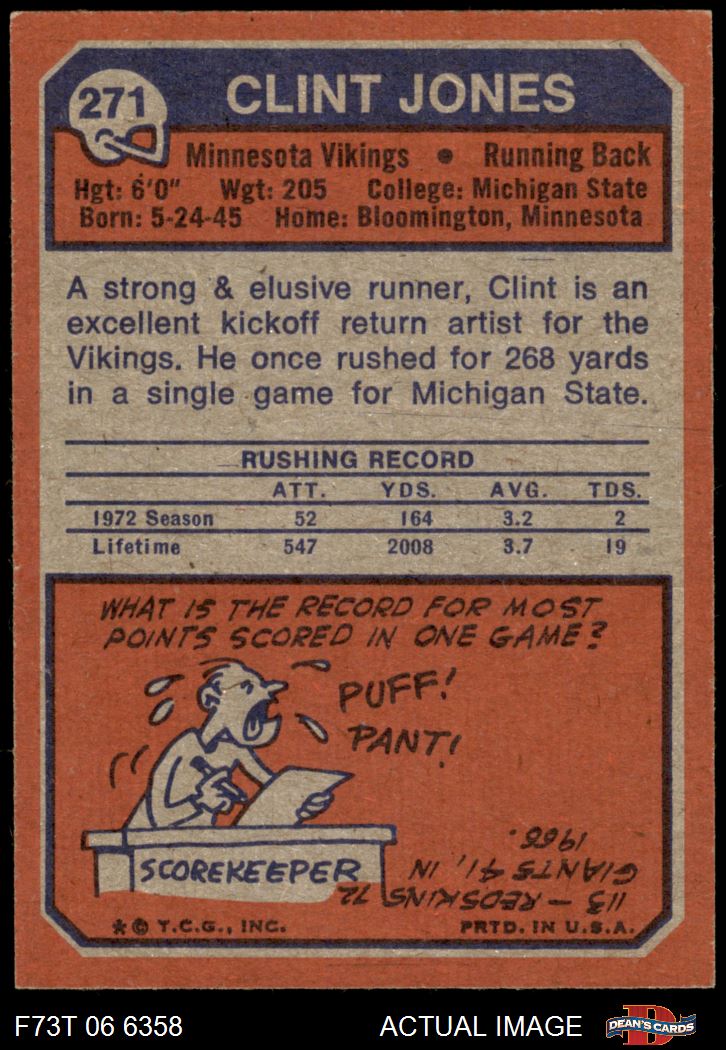 271
CLINT JONES
Minnesota Vikings • Running Back
Hgt: 6'0" Wgt: 205 College: Michigan State
Born: 5-24-45 Home: Bloomington, Minnesota
A strong & elusive runner, Clint is an
excellent kickoff return artist for the
Vikings. He once rushed for 268 yards
in a single game for Michigan State.
RUSHING RECORD
ATT. YDS. AVG. TDS.
1972 Season 52 164 3.2 2
Lifetime 547 2008 3.7 19
WHAT IS THE RECORD FOR MOST
POINTS SCORED IN ONE GAME?
PUFF!
PANT!
SCOREKEEPER
113 — REDSKINS 72
GIANTS 41, IN
1966.
* © T.C.G., INC. PRTD. IN U.S.A.
F73T 06 6358 ACTUAL IMAGE
D
DEAN'S CARDS